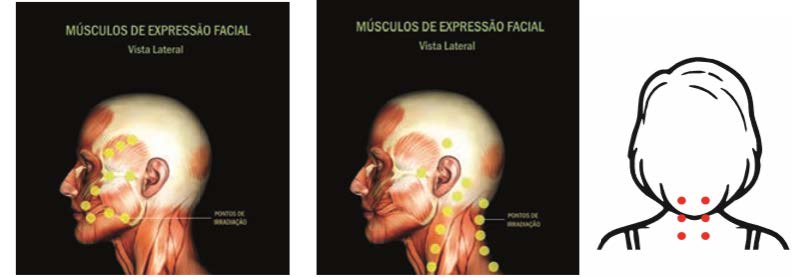 MÚSCULOS DE EXPRESSÃO FACIAL
Vista Lateral
PONTOS DE
IRRADIAÇÃO
MÚSCULOS DE EXPRESSÃO FACIAL
Vista Lateral
PONTOS DE
IRRADIAÇÃO